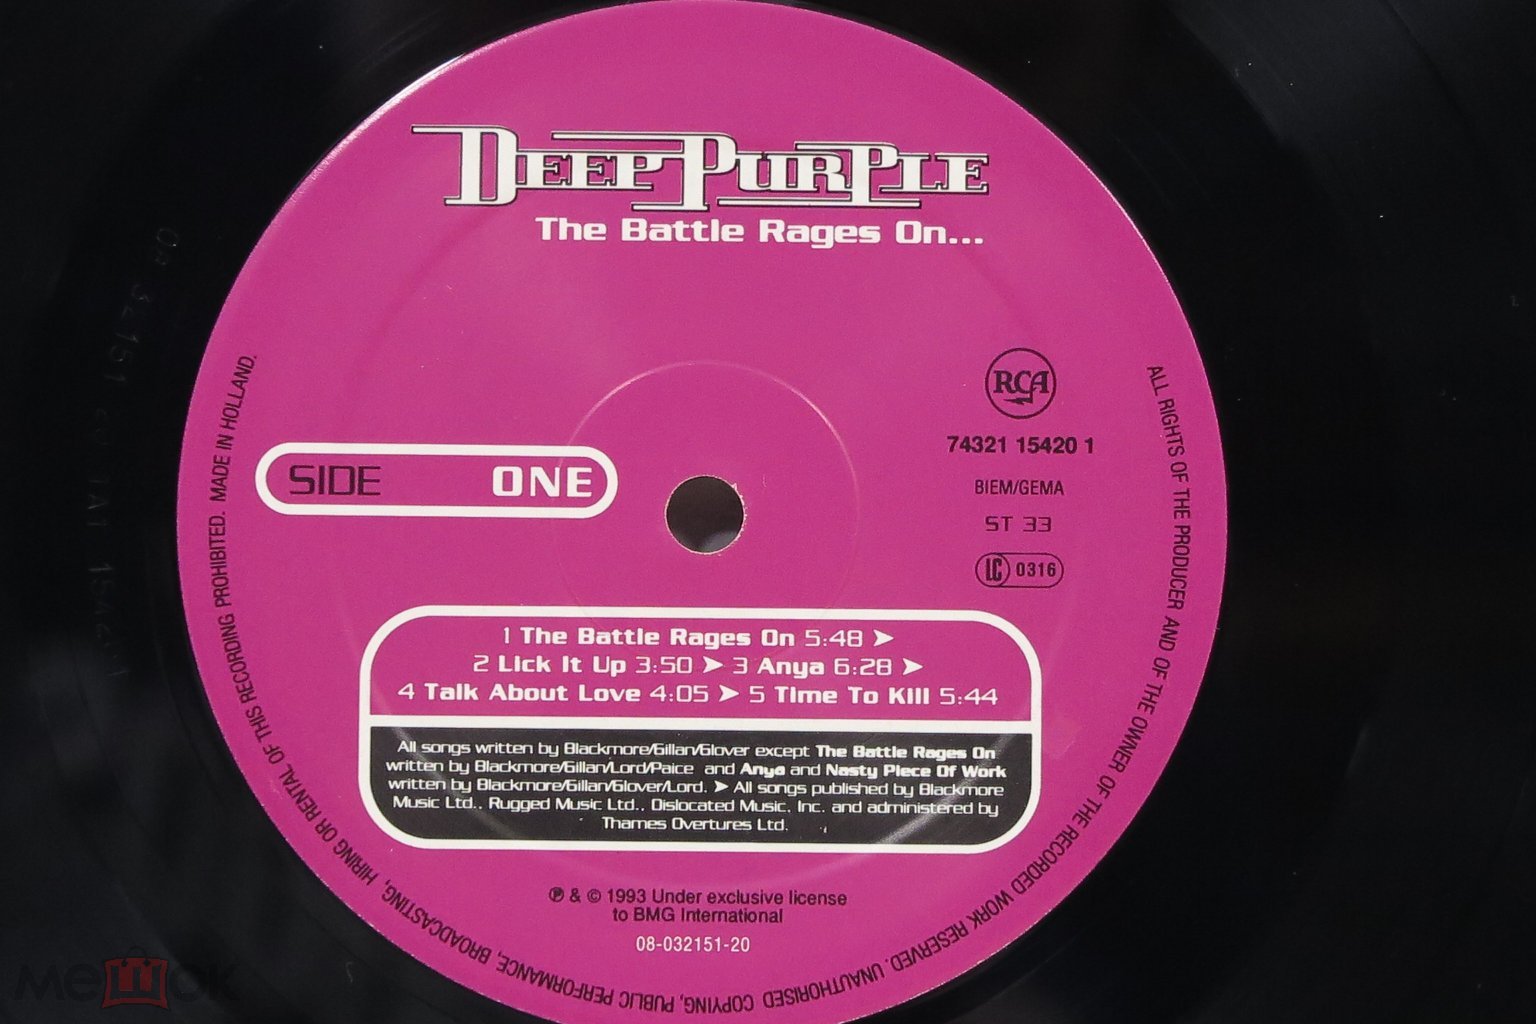 DEEP PURPLE
The Battle Rages On...
RCA
74321 15420 1
BIEM/GEMA
ST 33
LC 0316
SIDE ONE
1 The Battle Rages On 5:48 ➤
2 Lick It Up 3:50 ➤ 3 Anya 6:28 ➤
4 Talk About Love 4:05 ➤ 5 Time To Kill 5:44
All songs written by Blackmore/Gillan/Glover except The Battle Rages On
written by Blackmore/Gillan/Lord/Paice and Anya and Nasty Piece Of Work
written by Blackmore/Gillan/Glover/Lord. ➤ All songs published by Blackmore
Music Ltd., Rugged Music Ltd., Dislocated Music, Inc. and administered by
Thames Overtures Ltd.
℗ & © 1993 Under exclusive license
to BMG International
08-032151-20
ALL RIGHTS OF THE PRODUCER AND OF THE OWNER OF THE RECORDED WORK RESERVED. UNAUTHORISED COPYING, PUBLIC PERFORMANCE, BROADCASTING, HIRING OR RENTAL OF THIS RECORDING PROHIBITED. MADE IN HOLLAND.
мешок